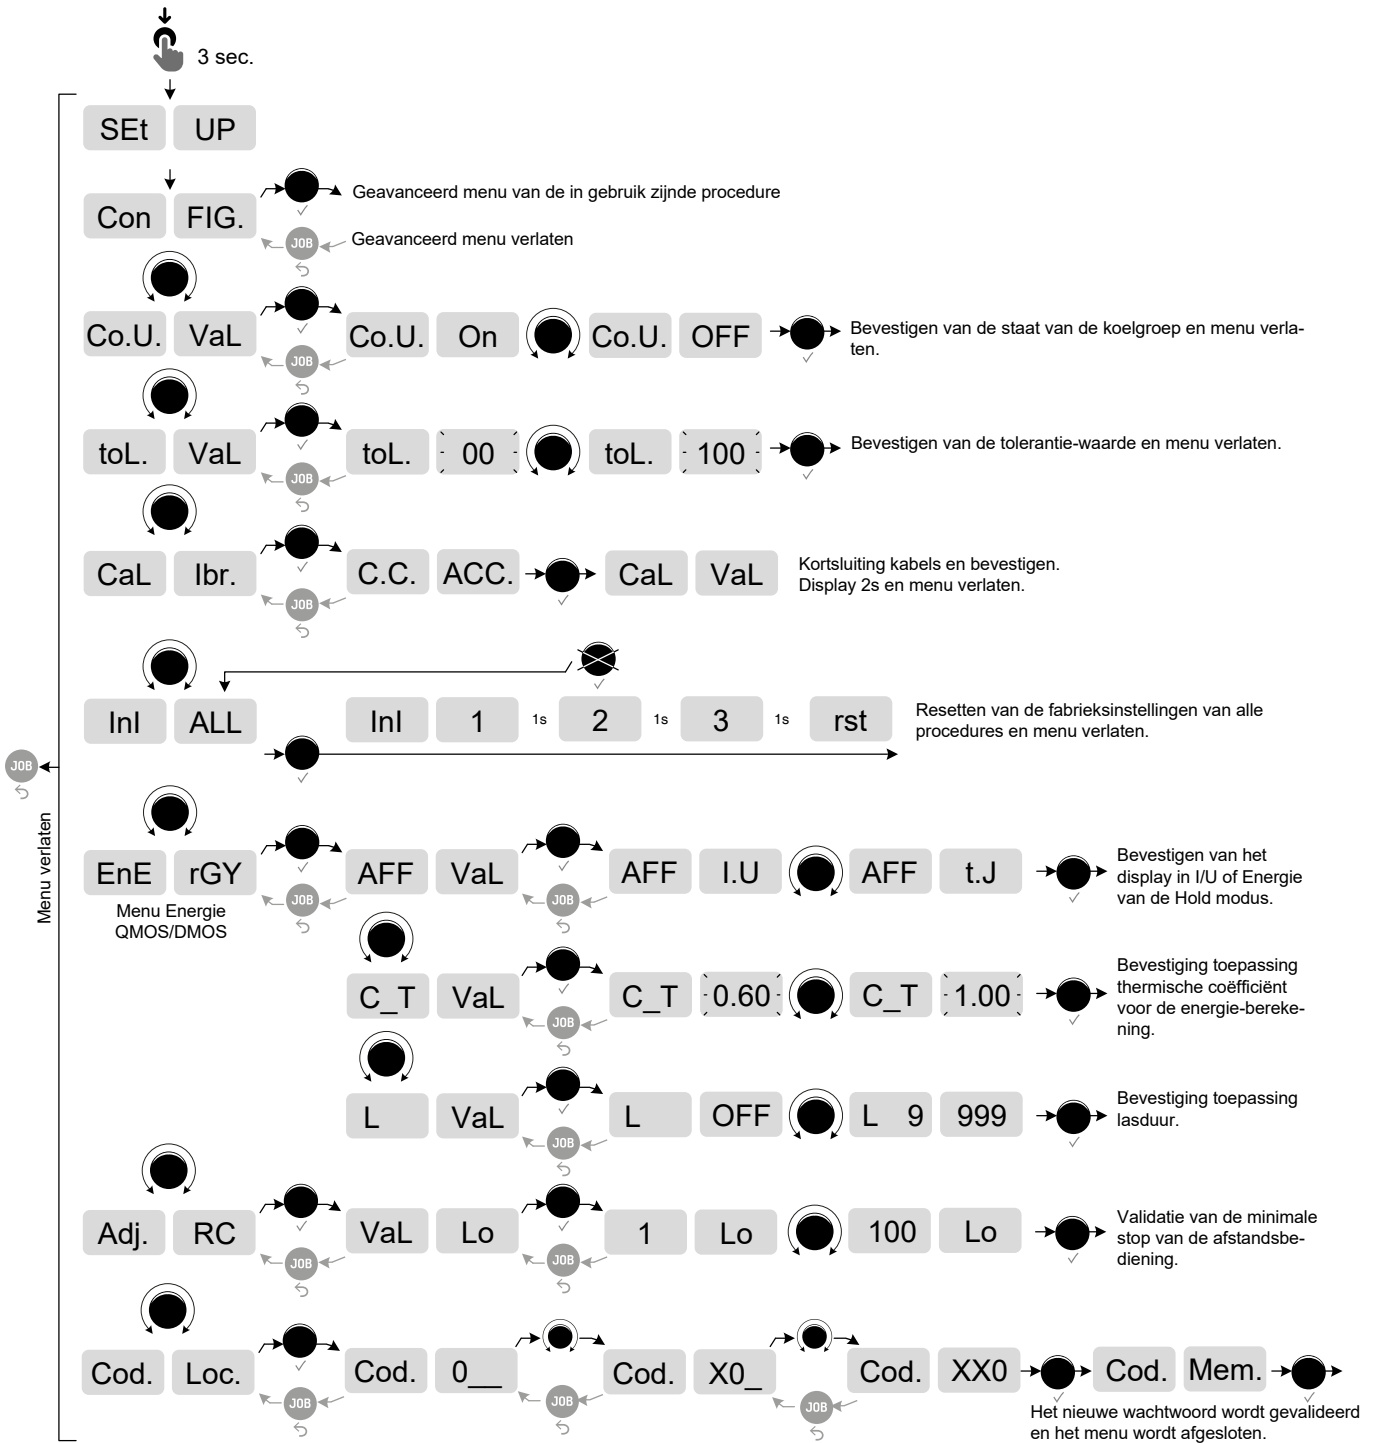 3 sec.
SEt UP
Con FIG.
Geavanceerd menu van de in gebruik zijnde procedure
JOB
Geavanceerd menu verlaten
Co.U. VaL
JOB
Co.U. On
Co.U. OFF
Bevestigen van de staat van de koelgroep en menu verla-
ten.
toL. VaL
JOB
toL. 00
toL. 100
Bevestigen van de tolerantie-waarde en menu verlaten.
CaL Ibr.
JOB
C.C. ACC.
CaL VaL
Kortsluiting kabels en bevestigen.
Display 2s en menu verlaten.
InI ALL
InI 1 1s 2 1s 3 1s rst
Resetten van de fabrieksinstellingen van alle
procedures en menu verlaten.
JOB
Menu verlaten
EnE rGY
Menu Energie
QMOS/DMOS
JOB
AFF VaL
JOB
AFF I.U
AFF t.J
Bevestigen van het
display in I/U of Energie
van de Hold modus.
C_T VaL
JOB
C_T 0.60
C_T 1.00
Bevestiging toepassing
thermische coëfficiënt
voor de energie-bereke-
ning.
L VaL
JOB
L OFF
L 9 999
Bevestiging toepassing
lasduur.
Adj. RC
JOB
VaL Lo
JOB
1 Lo
100 Lo
Validatie van de minimale
stop van de afstandsbe-
diening.
Cod. Loc.
JOB
Cod. 0__
JOB
Cod. X0_
JOB
Cod. XX0
Cod. Mem.
Het nieuwe wachtwoord wordt gevalideerd
en het menu wordt afgesloten.